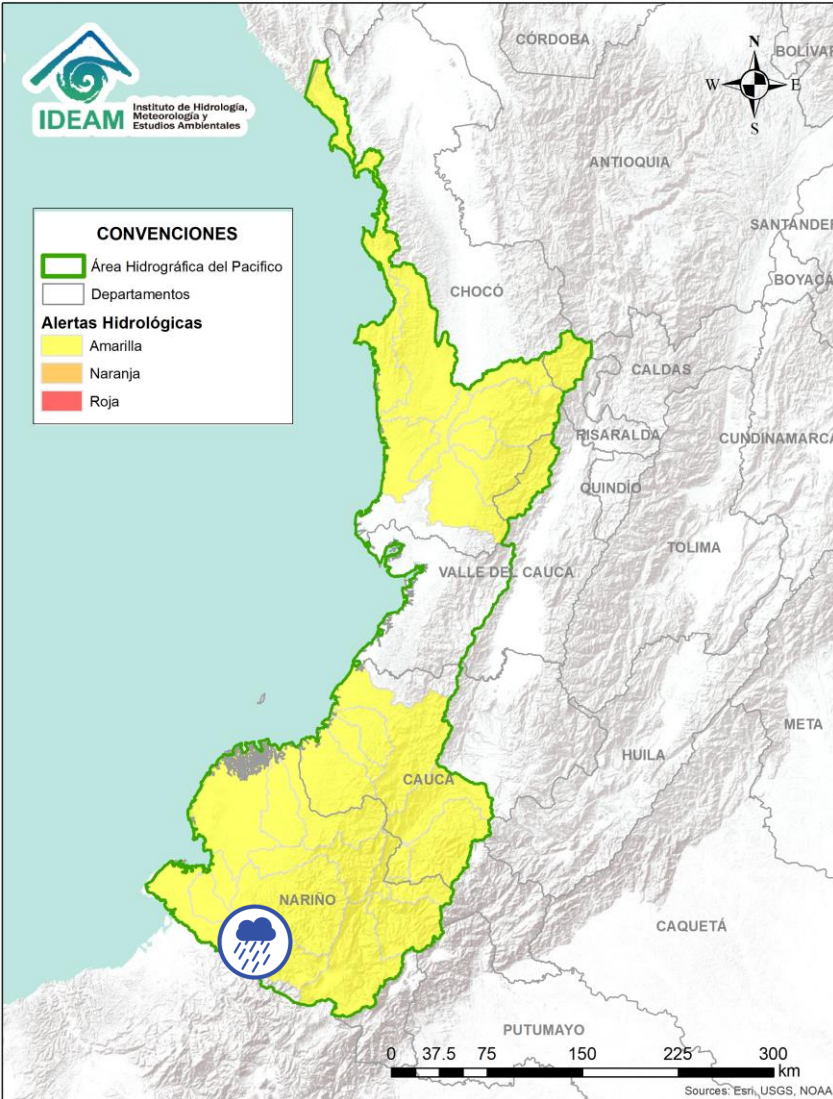 IDEAM
Instituto de Hidrología,
Meteorología y
Estudios Ambientales
N
W
E
S
CONVENCIONES
Área Hidrográfica del Pacifico
Departamentos
Alertas Hidrológicas
Amarilla
Naranja
Roja
CÓRDOBA
BOLÍVAR
ANTIOQUIA
SANTANDER
BOYACÁ
CHOCÓ
CALDAS
RISARALDA
CUNDINAMARCA
QUINDÍO
TOLIMA
VALLE DEL CAUCA
META
HUILA
CAUCA
NARIÑO
CAQUETÁ
PUTUMAYO
0 37.5 75 150 225 300
km
Sources: Esri, USGS, NOAA